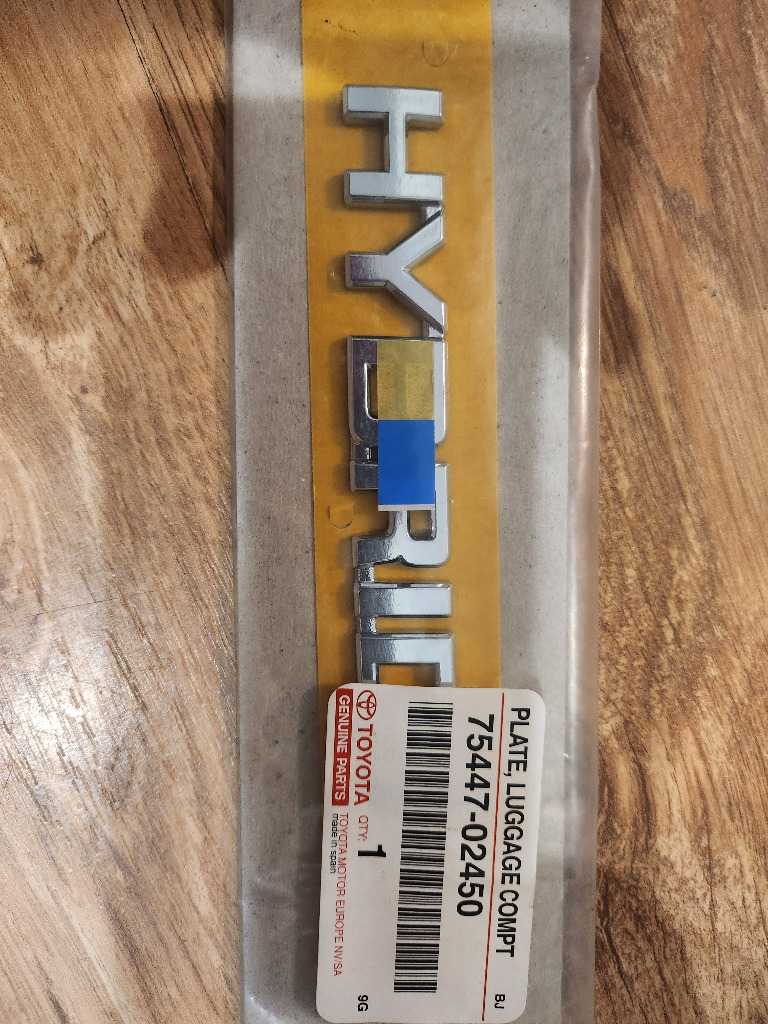 HYBRID
PLATE, LUGGAGE COMPT
75447-02450
TOYOTA QTY: 1
GENUINE PARTS
TOYOTA MOTOR EUROPE NV/SA
made in spain
BJ
9G